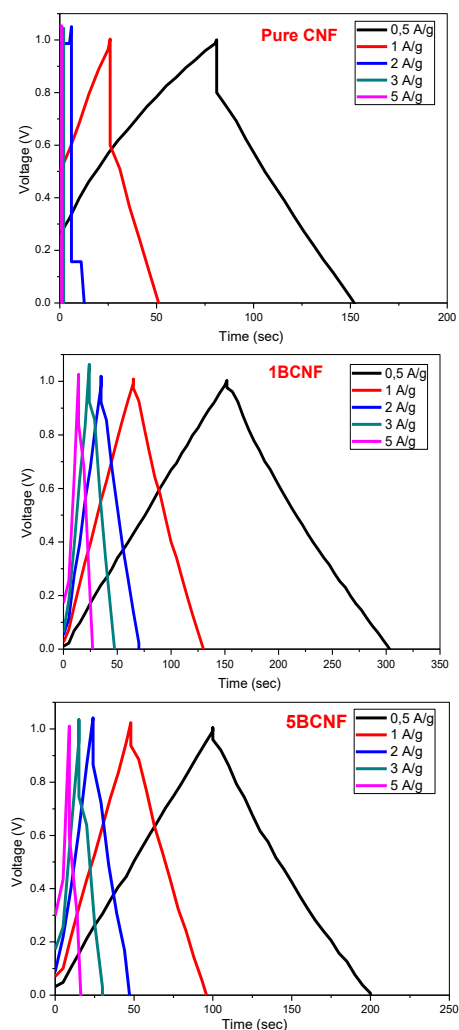 Pure CNF
0,5 A/g
1 A/g
2 A/g
3 A/g
5 A/g
Voltage (V)
1.0
0.8
0.6
0.4
0.2
0.0
0 50 100 150 200
Time (sec)
1BCNF
0,5 A/g
1 A/g
2 A/g
3 A/g
5 A/g
Voltage (V)
1.0
0.8
0.6
0.4
0.2
0.0
0 50 100 150 200 250 300 350
Time (sec)
5BCNF
0,5 A/g
1 A/g
2 A/g
3 A/g
5 A/g
Voltage (V)
1.0
0.8
0.6
0.4
0.2
0.0
0 50 100 150 200 250
Time (sec)